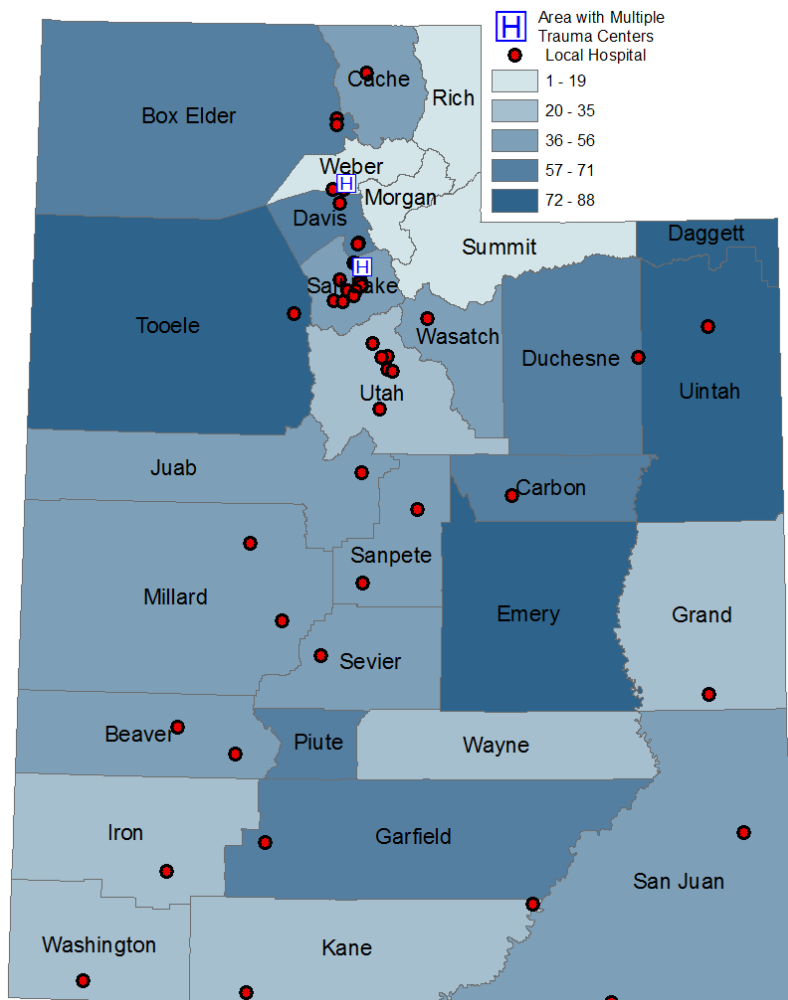 H Area with Multiple
Trauma Centers
Local Hospital
1 - 19
20 - 35
36 - 56
57 - 71
72 - 88
Cache
Rich
Box Elder
Weber
H
Morgan
Davis
Daggett
Summit
H
Salt Lake
Tooele
Wasatch
Duchesne
Uintah
Utah
Juab
Carbon
Sanpete
Millard
Emery
Grand
Sevier
Beaver
Piute
Wayne
Iron
Garfield
San Juan
Washington
Kane